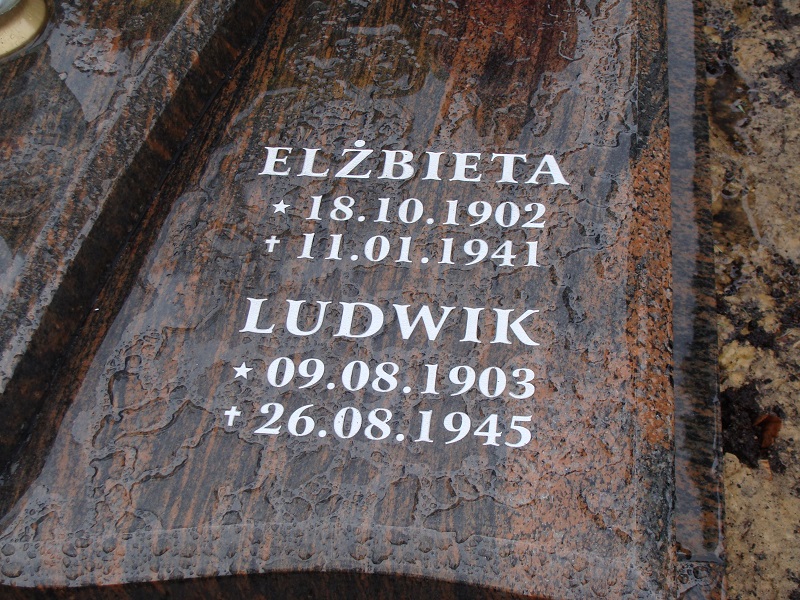 ELŻBIETA
★ 18.10.1902
✝ 11.01.1941
LUDWIK
★ 09.08.1903
✝ 26.08.1945